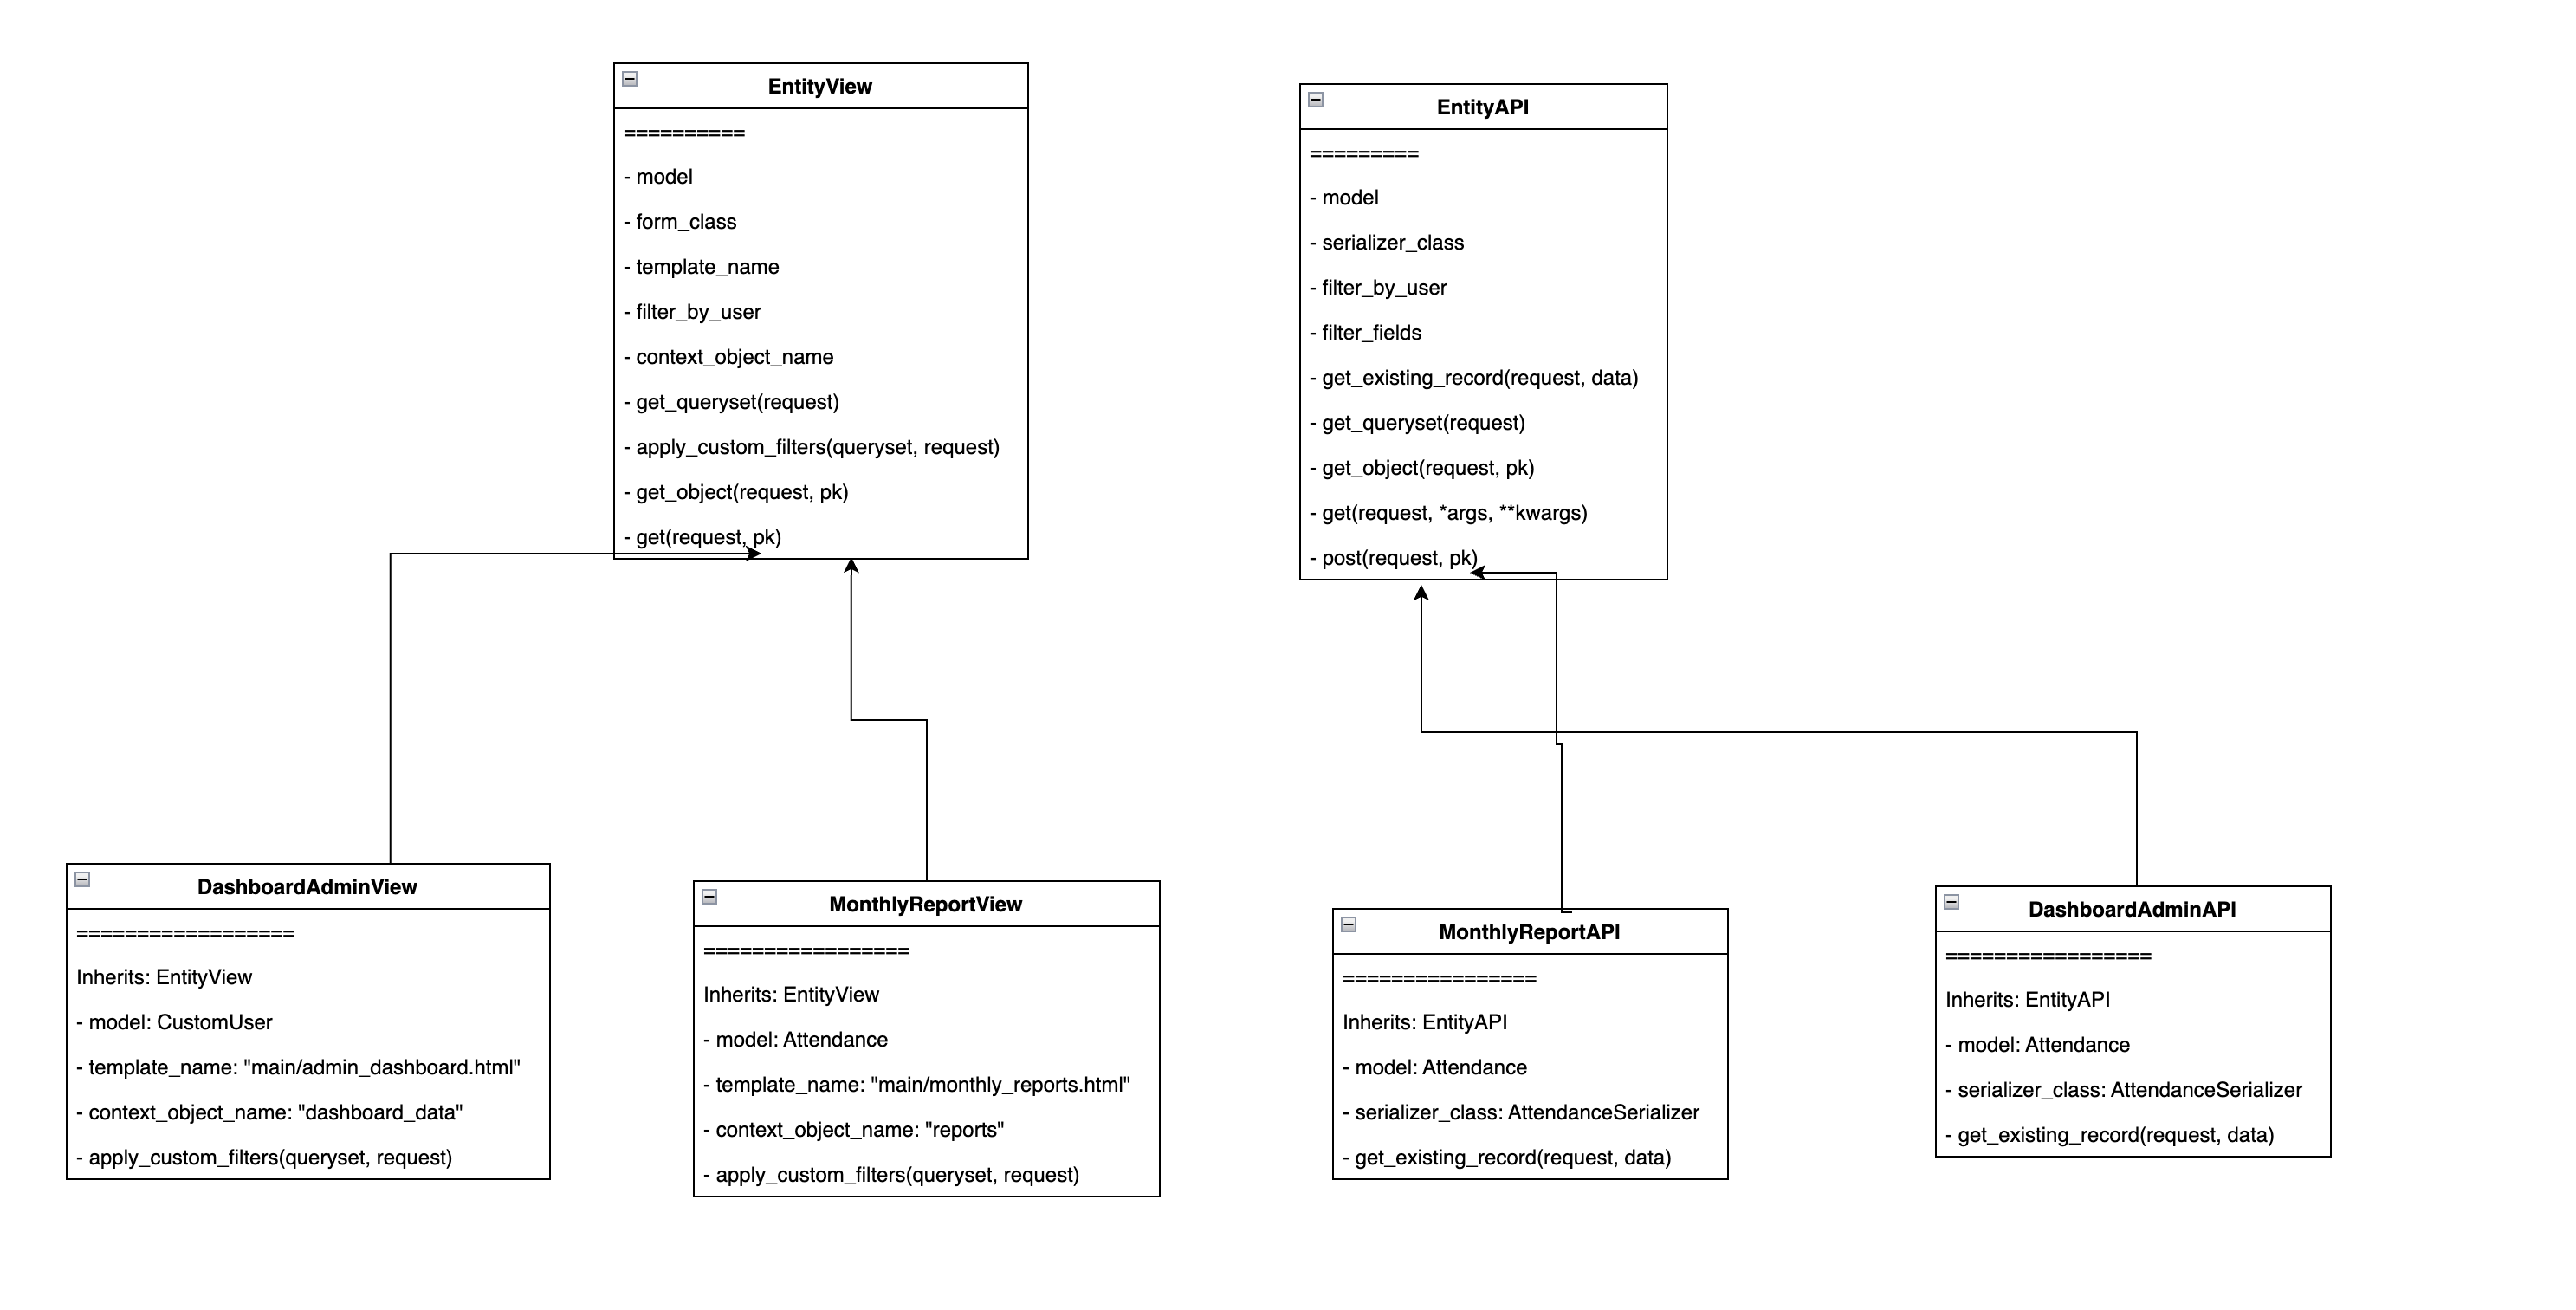 EntityView
==========
- model
- form_class
- template_name
- filter_by_user
- context_object_name
- get_queryset(request)
- apply_custom_filters(queryset, request)
- get_object(request, pk)
- get(request, pk)
EntityAPI
=========
- model
- serializer_class
- filter_by_user
- filter_fields
- get_existing_record(request, data)
- get_queryset(request)
- get_object(request, pk)
- get(request, *args, **kwargs)
- post(request, pk)
DashboardAdminView
==================
Inherits: EntityView
- model: CustomUser
- template_name: "main/admin_dashboard.html"
- context_object_name: "dashboard_data"
- apply_custom_filters(queryset, request)
MonthlyReportView
=================
Inherits: EntityView
- model: Attendance
- template_name: "main/monthly_reports.html"
- context_object_name: "reports"
- apply_custom_filters(queryset, request)
MonthlyReportAPI
================
Inherits: EntityAPI
- model: Attendance
- serializer_class: AttendanceSerializer
- get_existing_record(request, data)
DashboardAdminAPI
=================
Inherits: EntityAPI
- model: Attendance
- serializer_class: AttendanceSerializer
- get_existing_record(request, data)